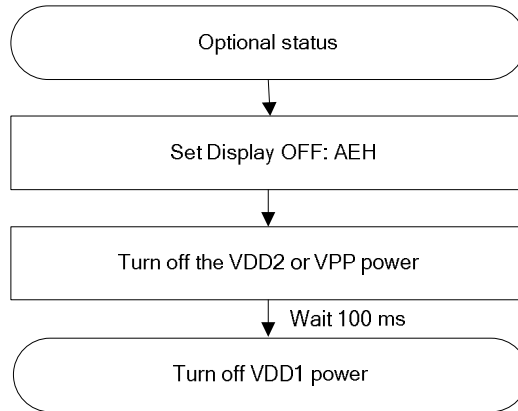 Optional status
Set Display OFF: AEH
Turn off the VDD2 or VPP power
Wait 100 ms
Turn off VDD1 power